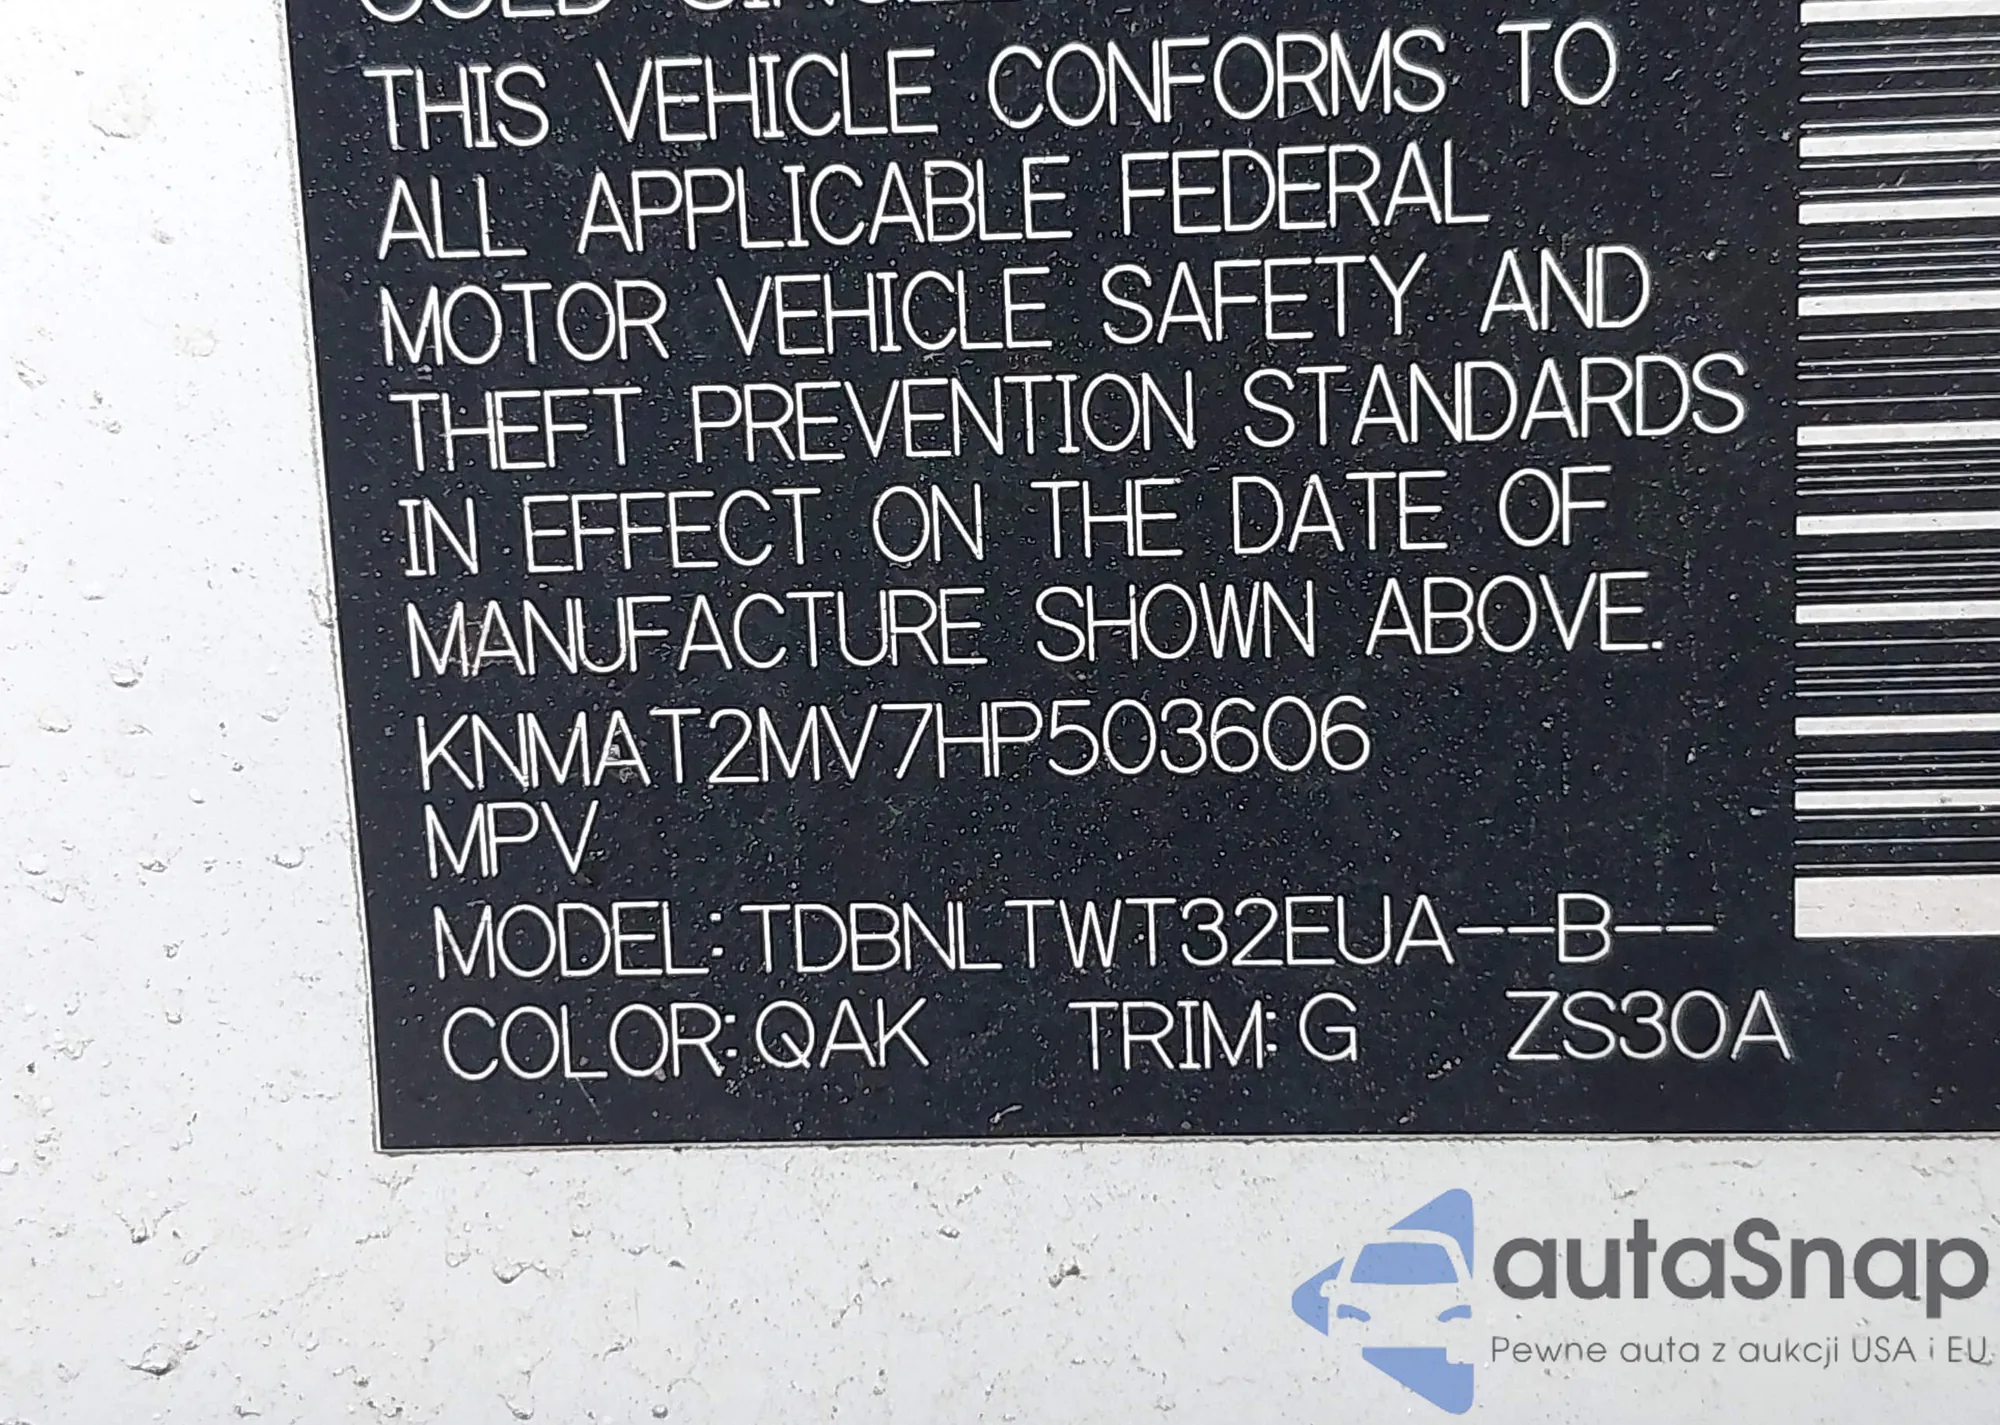 THIS VEHICLE CONFORMS TO
ALL APPLICABLE FEDERAL
MOTOR VEHICLE SAFETY AND
THEFT PREVENTION STANDARDS
IN EFFECT ON THE DATE OF
MANUFACTURE SHOWN ABOVE.
KNMAT2MV7HP503606
MPV
MODEL:TDBNLTWT32EUA--B--
COLOR:QAK TRIM:G ZS30A
autaSnap
Pewne auta z aukcji USA i EU